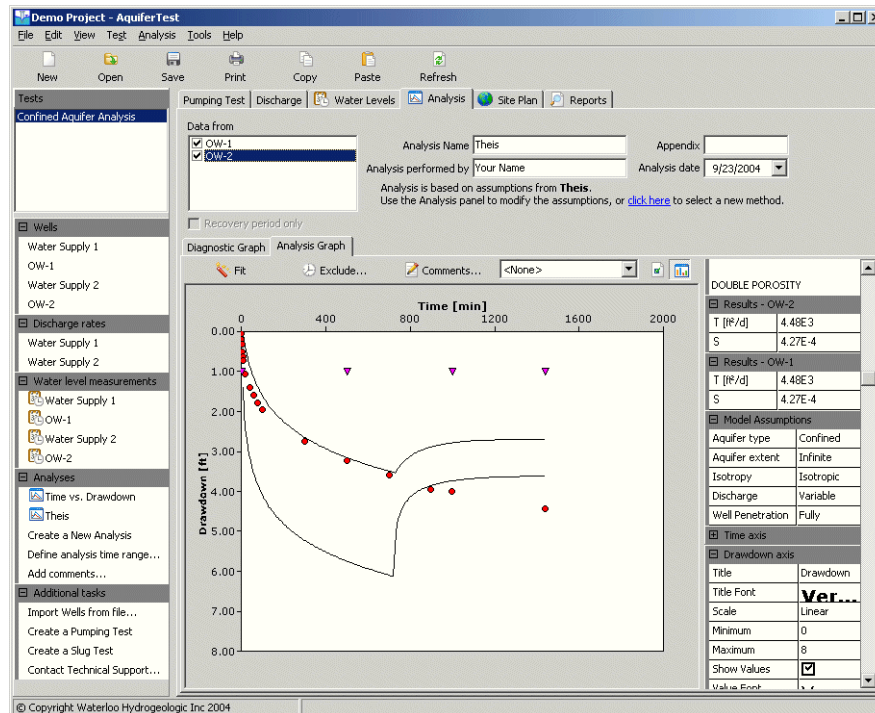 Demo Project - AquiferTest
File Edit View Test Analysis Tools Help
New Open Save Print Copy Paste Refresh
Tests
Confined Aquifer Analysis
Wells
Water Supply 1
OW-1
Water Supply 2
OW-2
Discharge rates
Water Supply 1
Water Supply 2
Water level measurements
Water Supply 1
OW-1
Water Supply 2
OW-2
Analyses
Time vs. Drawdown
Theis
Create a New Analysis
Define analysis time range...
Add comments...
Additional tasks
Import Wells from file...
Create a Pumping Test
Create a Slug Test
Contact Technical Support...
Pumping Test Discharge Water Levels Analysis Site Plan Reports
Data from
OW-1
OW-2
Recovery period only
Analysis Name Theis Appendix
Analysis performed by Your Name Analysis date 9/23/2004
Analysis is based on assumptions from Theis.
Use the Analysis panel to modify the assumptions, or click here to select a new method.
Diagnostic Graph Analysis Graph
Fit Exclude... Comments... <None>
Time [min]
0 400 800 1200 1600 2000
Drawdown [ft]
0.00
1.00
2.00
3.00
4.00
5.00
6.00
7.00
8.00
DOUBLE POROSITY
Results - OW-2
T [ft²/d] 4.48E3
S 4.27E-4
Results - OW-1
T [ft²/d] 4.48E3
S 4.27E-4
Model Assumptions
Aquifer type Confined
Aquifer extent Infinite
Isotropy Isotropic
Discharge Variable
Well Penetration Fully
Time axis
Drawdown axis
Title Drawdown
Title Font Ver...
Scale Linear
Minimum 0
Maximum 8
Show Values
Value Font
© Copyright Waterloo Hydrogeologic Inc 2004